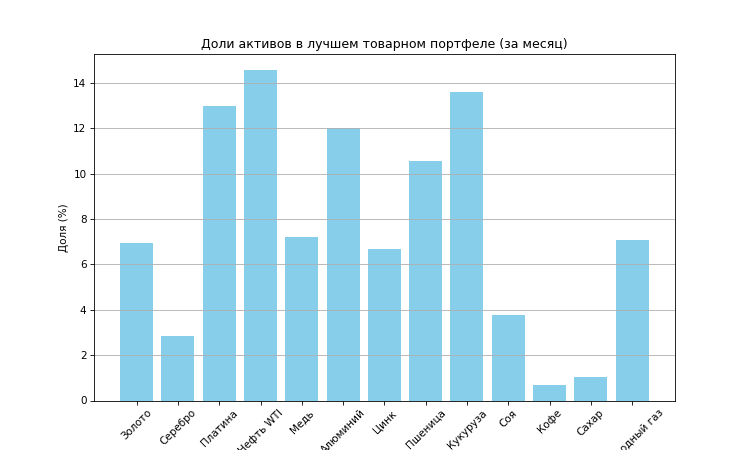 Доли активов в лучшем товарном портфеле (за месяц)
Доля (%)
14
12
10
8
6
4
2
0
Золото
Серебро
Платина
Нефть WTI
Медь
Алюминий
Цинк
Пшеница
Кукуруза
Соя
Кофе
Сахар
газ